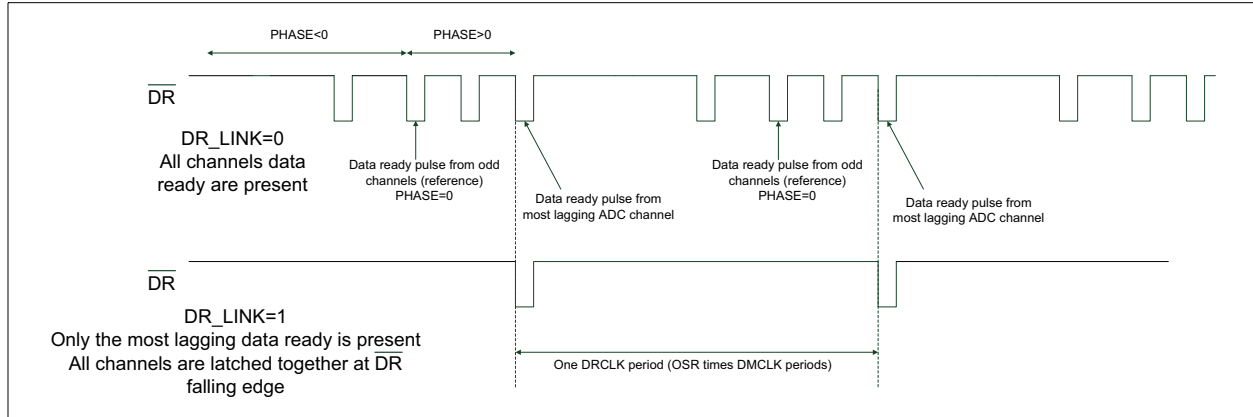 PHASE<0
PHASE>0
DR
DR_LINK=0
All channels data
ready are present
Data ready pulse from odd
channels (reference)
PHASE=0
Data ready pulse from
most lagging ADC channel
Data ready pulse from odd
channels (reference)
PHASE=0
Data ready pulse from
most lagging ADC channel
DR
DR_LINK=1
Only the most lagging data ready is present
All channels are latched together at DR
falling edge
One DRCLK period (OSR times DMCLK periods)